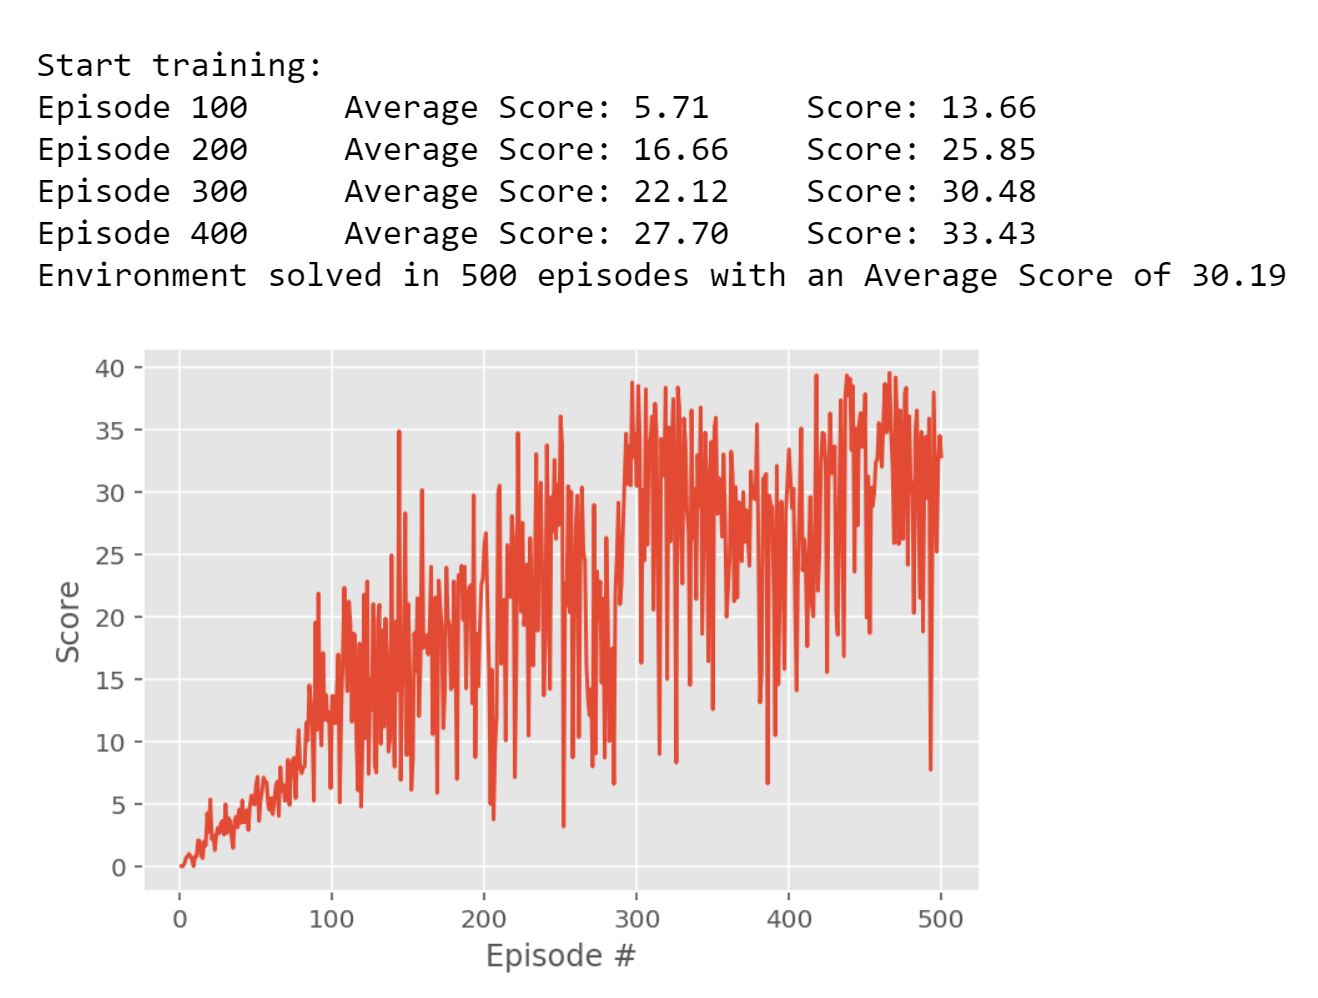 Start training:
Episode 100 Average Score: 5.71 Score: 13.66
Episode 200 Average Score: 16.66 Score: 25.85
Episode 300 Average Score: 22.12 Score: 30.48
Episode 400 Average Score: 27.70 Score: 33.43
Environment solved in 500 episodes with an Average Score of 30.19
40
35
30
25
20
15
10
5
0
Score
0 100 200 300 400 500
Episode #